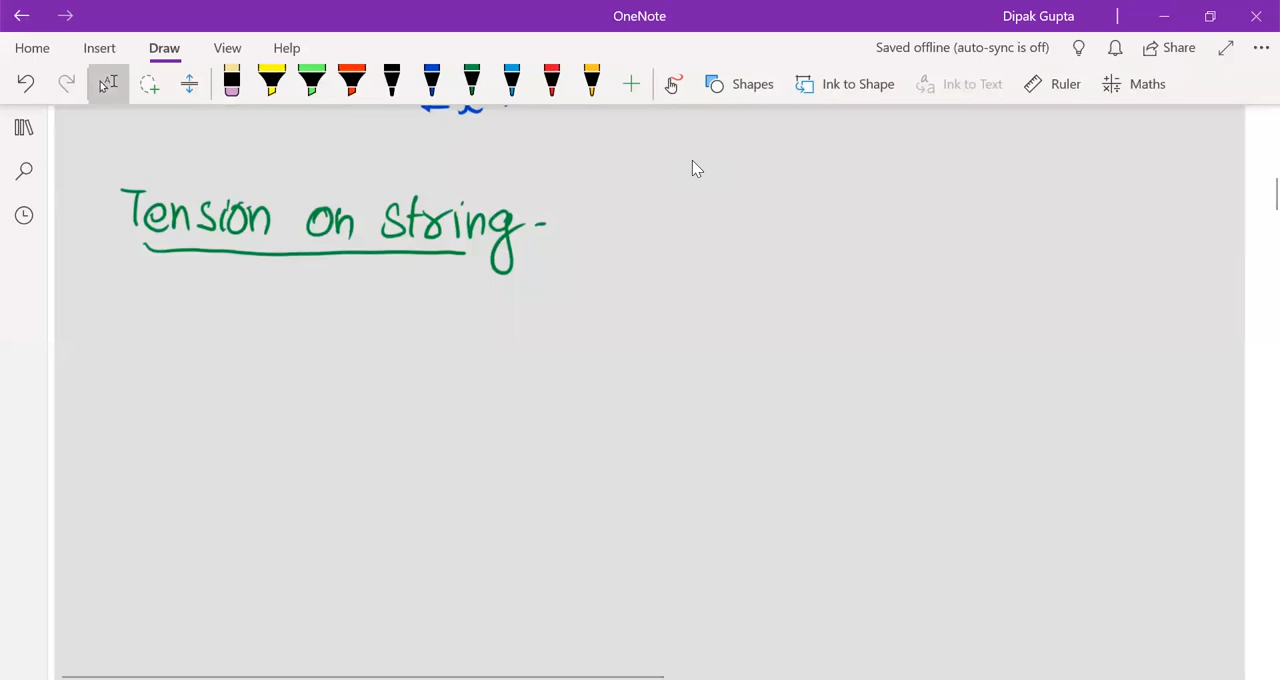 OneNote
Dipak Gupta
Home Insert Draw View Help
Saved offline (auto-sync is off) Share
Shapes Ink to Shape Ink to Text Ruler Maths
x
Tension on string -